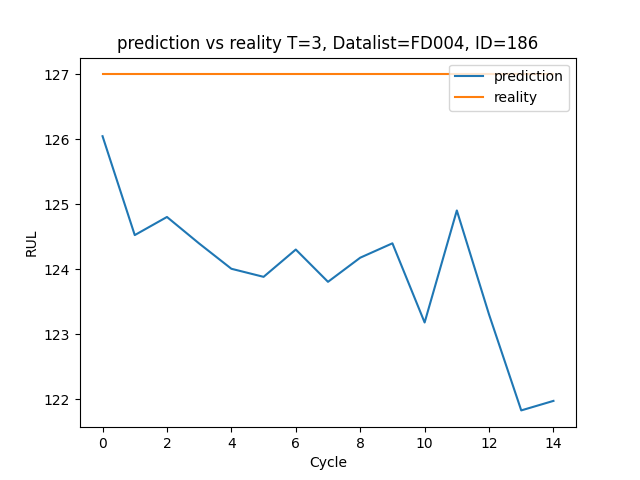 prediction vs reality T=3, Datalist=FD004, ID=186
127
126
125
124
123
122
RUL
prediction
reality
0 2 4 6 8 10 12 14
Cycle